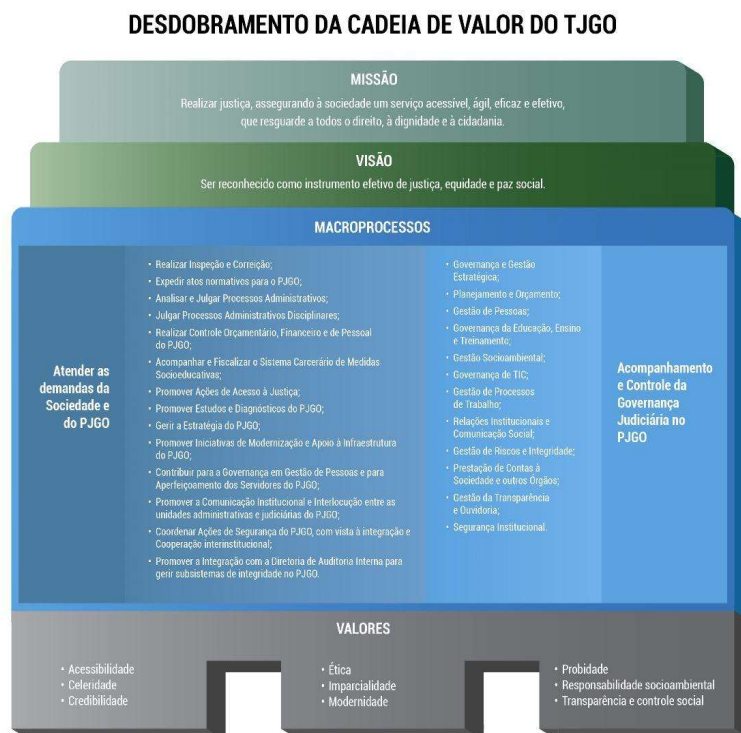 DESDOBRAMENTO DA CADEIA DE VALOR DO TJGO
MISSÃO
Realizar justiça, assegurando à sociedade um serviço acessível, ágil, eficaz e efetivo,
que resguarde a todos o direito, à dignidade e à cidadania.
VISÃO
Ser reconhecido como instrumento efetivo de justiça, equidade e paz social.
MACROPROCESSOS
Atender as
demandas da
Sociedade e
do PJGO
• Realizar Inspeção e Correição;
• Expedir atos normativos para o PJGO;
• Analisar e Julgar Processos Administrativos;
• Julgar Processos Administrativos Disciplinares;
• Realizar Controle Orçamentário, Financeiro e de Pessoal
do PJGO;
• Acompanhar e Fiscalizar o Sistema Carcerário de Medidas
Socioeducativas;
• Promover Ações de Acesso à Justiça;
• Promover Estudos e Diagnósticos do PJGO;
• Gerir a Estratégia do PJGO;
• Promover Iniciativas de Modernização e Apoio à Infraestrutura
do PJGO;
• Contribuir para a Governança em Gestão de Pessoas e para
Aperfeiçoamento dos Servidores do PJGO;
• Promover a Comunicação Institucional e Interlocução entre as
unidades administrativas e judiciárias do PJGO;
• Coordenar Ações de Segurança do PJGO, com vista à integração e
Cooperação interinstitucional;
• Promover a Integração com a Diretoria de Auditoria Interna para
gerir subsistemas de integridade no PJGO.
• Governança e Gestão
Estratégica;
• Planejamento e Orçamento;
• Gestão de Pessoas;
• Governança da Educação, Ensino
e Treinamento;
• Gestão Socioambiental;
• Governança de TIC;
• Gestão de Processos
de Trabalho;
• Relações Institucionais e
Comunicação Social;
• Gestão de Riscos e Integridade;
• Prestação de Contas à
Sociedade e outros Órgãos;
• Gestão da Transparência
e Ouvidoria;
• Segurança Institucional.
Acompanhamento
e Controle da
Governança
Judiciária no
PJGO
VALORES
• Acessibilidade
• Celeridade
• Credibilidade
• Ética
• Imparcialidade
• Modernidade
• Probidade
• Responsabilidade socioambiental
• Transparência e controle social